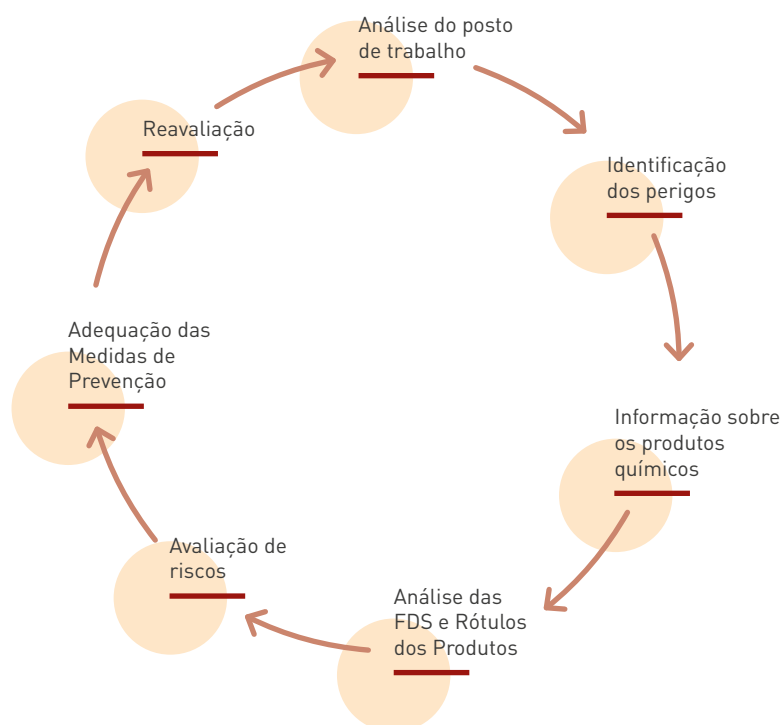 Análise do posto
de trabalho
Identificação
dos perigos
Informação sobre
os produtos
químicos
Análise das
FDS e Rótulos
dos Produtos
Avaliação de
riscos
Adequação das
Medidas de
Prevenção
Reavaliação